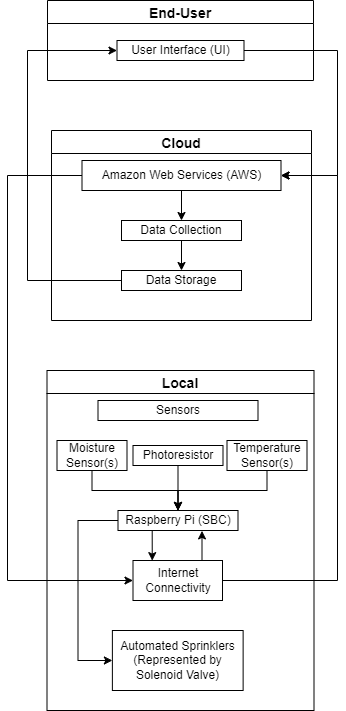 End-User
User Interface (UI)
Cloud
Amazon Web Services (AWS)
Data Collection
Data Storage
Local
Sensors
Moisture
Sensor(s)
Photoresistor
Temperature
Sensor(s)
Raspberry Pi (SBC)
Internet
Connectivity
Automated Sprinklers
(Represented by
Solenoid Valve)